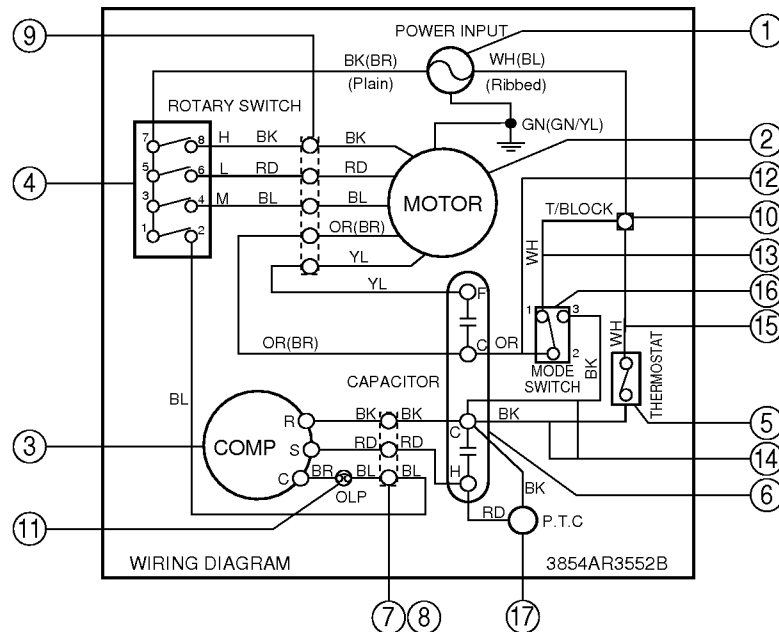 9
POWER INPUT
1
BK(BR)
WH(BL)
(Plain)
(Ribbed)
ROTARY SWITCH
GN(GN/YL)
7
8
H
BK
BK
2
5
6
L
RD
RD
4
3
4
M
BL
BL
MOTOR
12
1
2
OR(BR)
T/BLOCK
10
YL
WH
13
YL
F
16
1
3
OR(BR)
C
OR
2
WH
15
BK
MODE
SWITCH
THERMOSTAT
CAPACITOR
BL
R
BK
BK
C
BK
5
3
COMP
S
RD
RD
14
C
BR
BL
BL
H
6
OLP
BK
11
RD
P.T.C
WIRING DIAGRAM
3854AR3552B
7
8
17